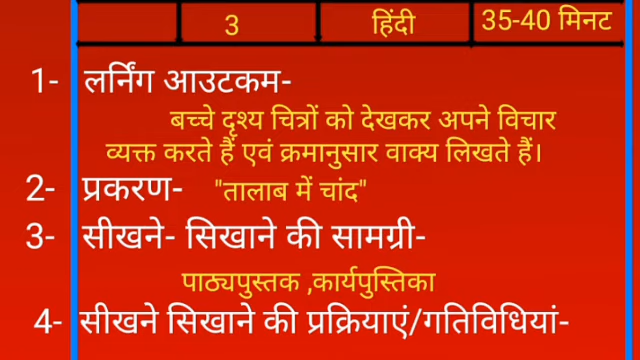 3 हिंदी 35-40 मिनट
1- लर्निंग आउटकम-
बच्चे दृश्य चित्रों को देखकर अपने विचार
व्यक्त करते हैं एवं क्रमानुसार वाक्य लिखते हैं।
2- प्रकरण- "तालाब में चांद"
3- सीखने- सिखाने की सामग्री-
पाठ्यपुस्तक ,कार्यपुस्तिका
4- सीखने सिखाने की प्रक्रियाएं/गतिविधियां-